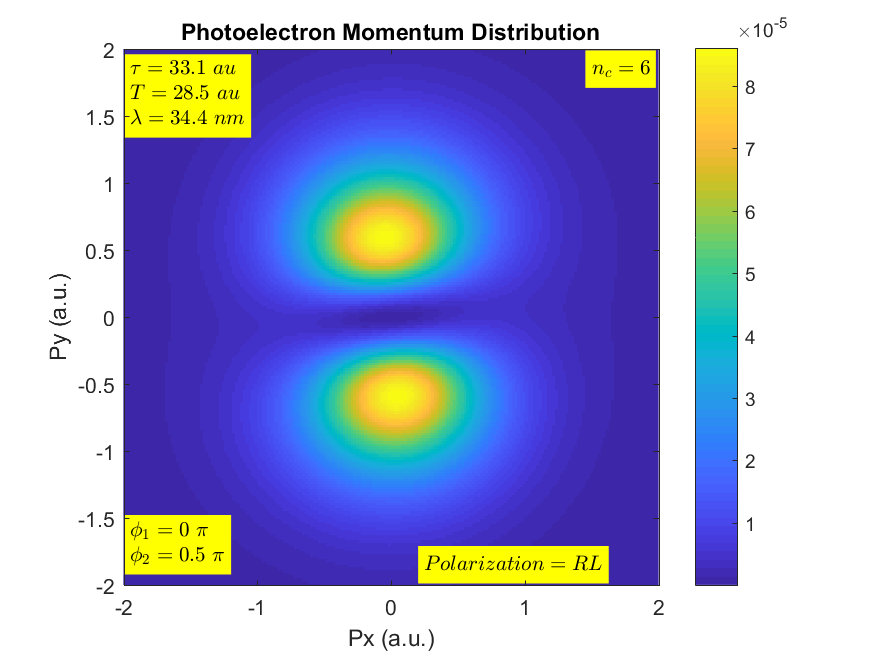 Photoelectron Momentum Distribution
×10⁻⁵
τ = 33.1 au
T = 28.5 au
λ = 34.4 nm
n_c = 6
2
1.5
1
0.5
0
-0.5
-1
-1.5
-2
Py (a.u.)
ϕ₁ = 0 π
ϕ₂ = 0.5 π
Polarization = RL
-2 -1 0 1 2
Px (a.u.)
8
7
6
5
4
3
2
1